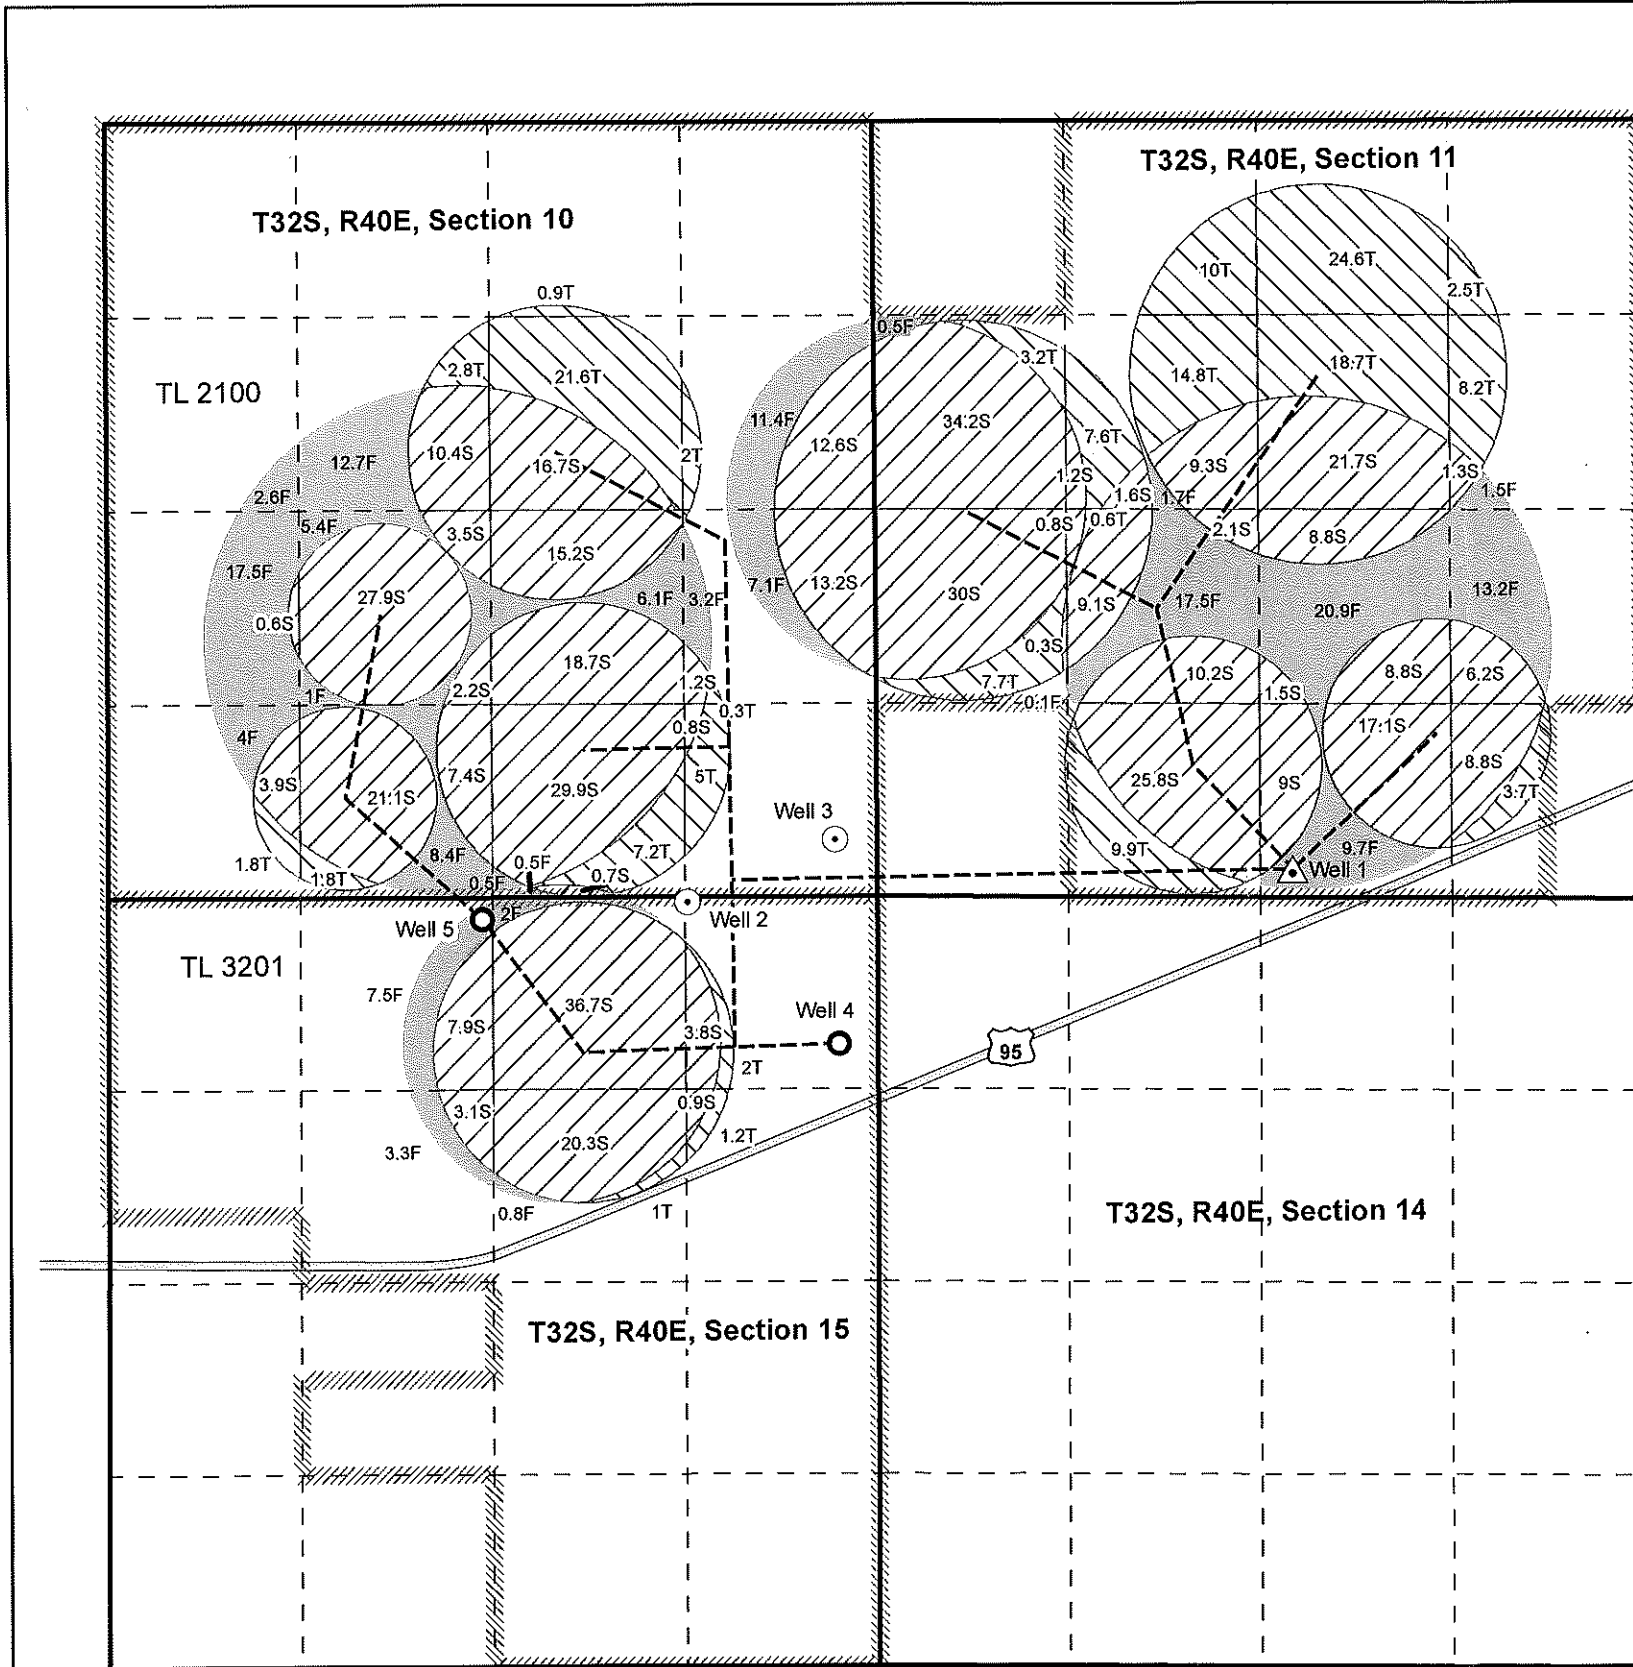 T32S, R40E, Section 11
T32S, R40E, Section 10
10T
24.6T
2.5T
0.9T
0.5F
3.2T
2.8T
21.6T
14.8T
18.7T
8.2T
TL 2100
11.4F
34.2S
7.6T
12.6S
10.4S
16.7S
2T
12.7F
9.3S
21.7S
1.3S
1.2S
1.6S
1.7F
1.5F
2.6F
5.4F
3.5S
15.2S
0.8S
0.6T
2.1S
8.8S
17.5F
27.9S
6.1F
3.2F
7.1F
13.2S
30S
9.1S
17.5F
20.9F
13.2F
0.6S
0.3S
18.7S
1.2S
7.7T
10.2S
8.8S
6.2S
1F
2.2S
0.3T
0.1F
1.5S
4F
0.8S
17.1S
3.9S
21.1S
7.4S
29.9S
5T
25.8S
9S
8.8S
3.7T
Well 3
1.8T
1.8T
8.4F
0.5F
7.2T
9.9T
9.7F
0.5F
0.7S
Well 1
Well 5
2F
Well 2
TL 3201
7.5F
36.7S
Well 4
7.9S
3.8S
95
2T
3.1S
0.9S
3.3F
20.3S
1.2T
0.8F
1T
T32S, R40E, Section 14
T32S, R40E, Section 15